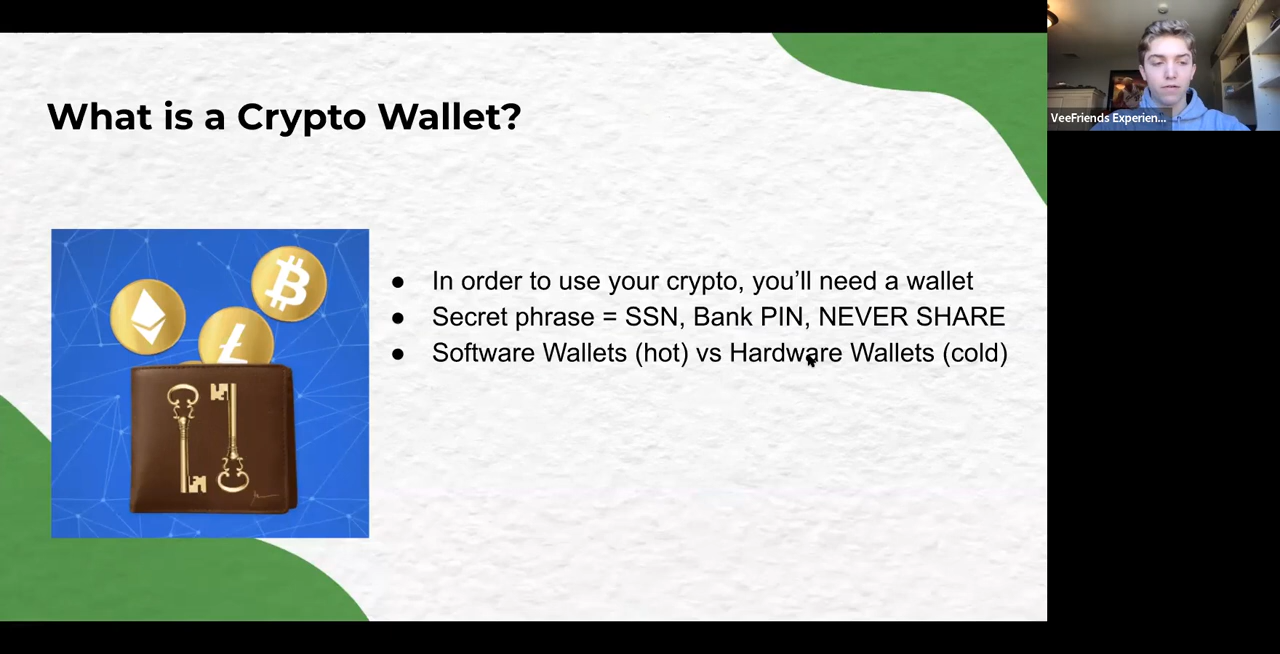 What is a Crypto Wallet?
● In order to use your crypto, you’ll need a wallet
● Secret phrase = SSN, Bank PIN, NEVER SHARE
● Software Wallets (hot) vs Hardware Wallets (cold)
VeeFriends Experien...